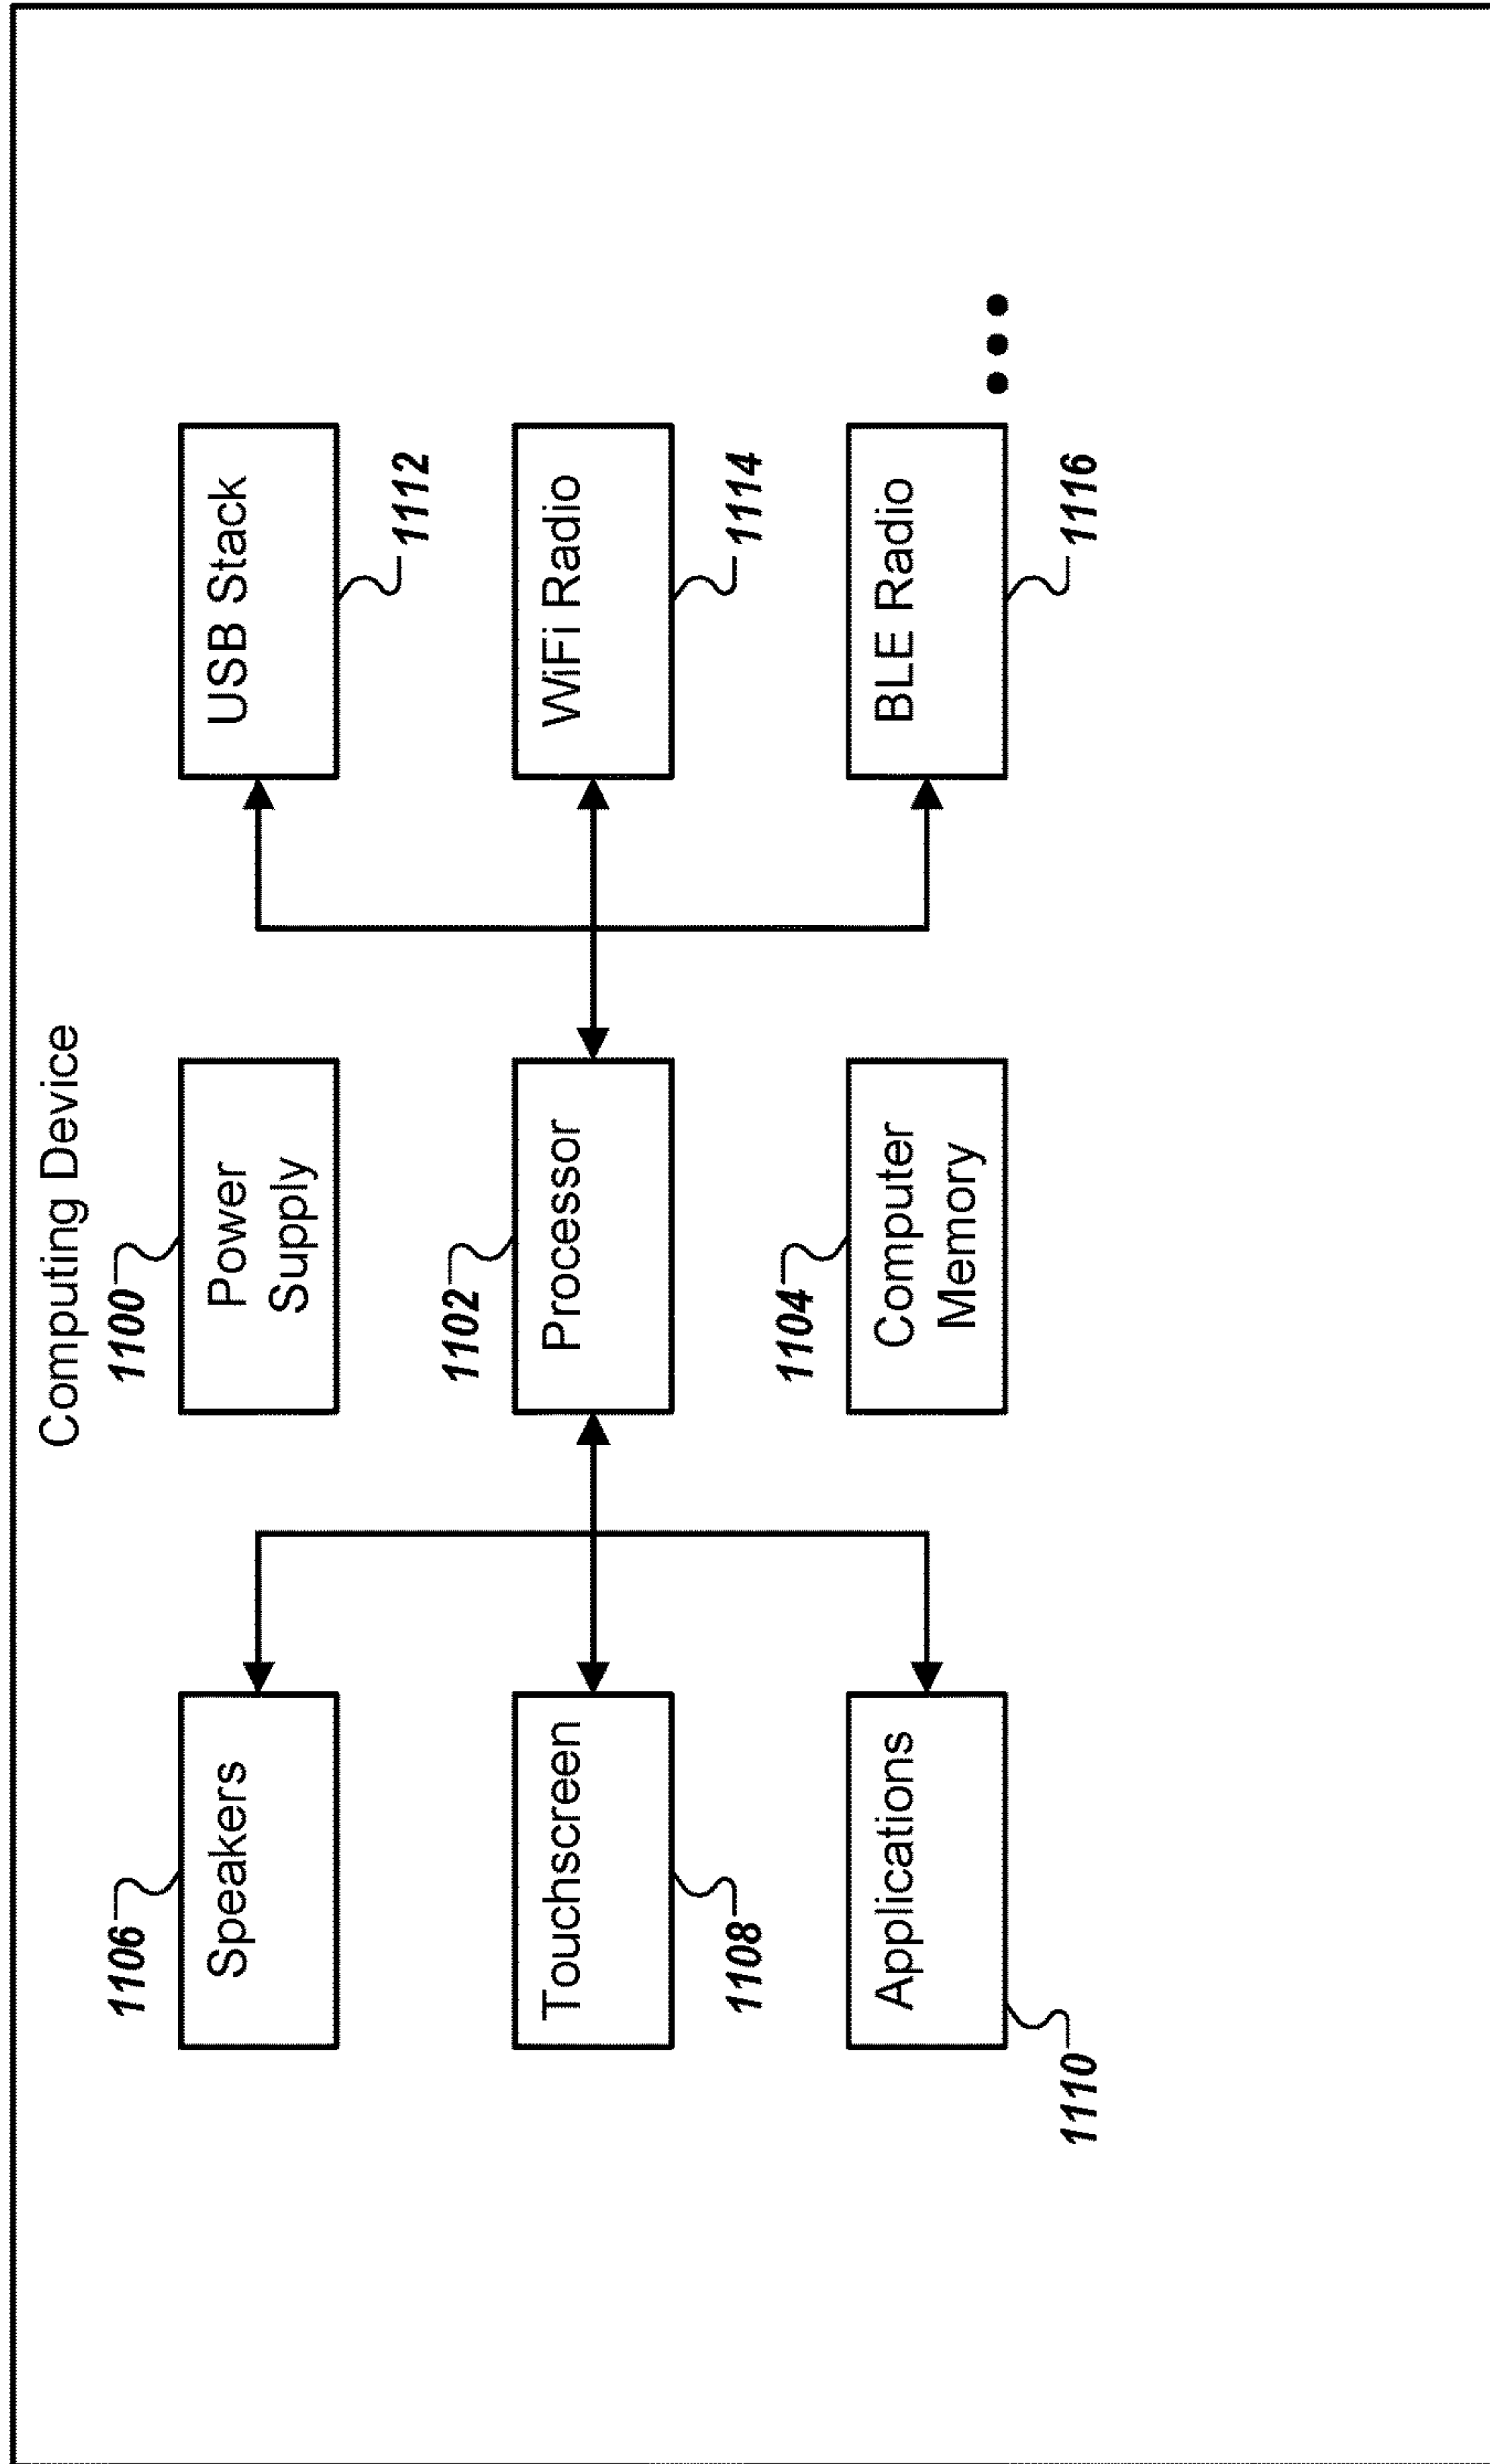 Computing Device
1106
1100
Speakers
Power
Supply
USB Stack
1112
1102
Touchscreen
Processor
WiFi Radio
1108
1114
1104
Applications
Computer
Memory
BLE Radio
1110
1116